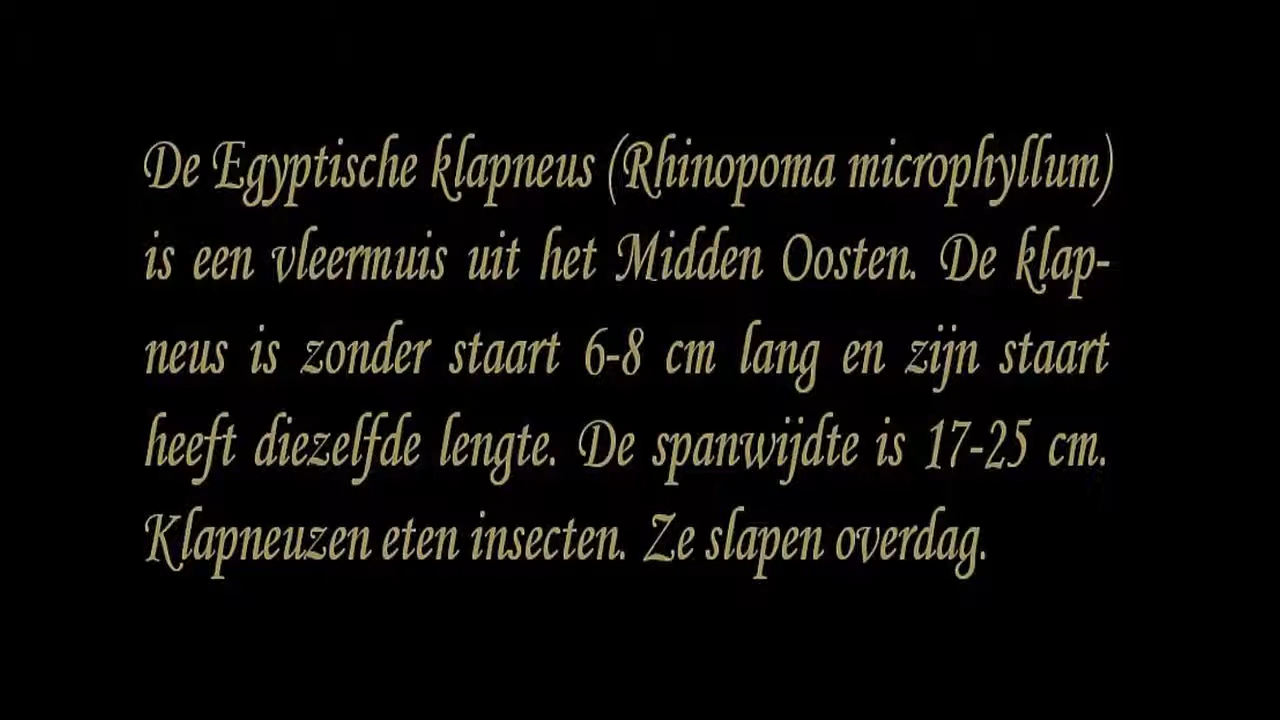 De Egyptische klapneus (Rhinopoma microphyllum)
is een vleermuis uit het Midden Oosten. De klap-
neus is zonder staart 6-8 cm lang en zijn staart
heeft diezelfde lengte. De spanwijdte is 17-25 cm.
Klapneuzen eten insecten. Ze slapen overdag.